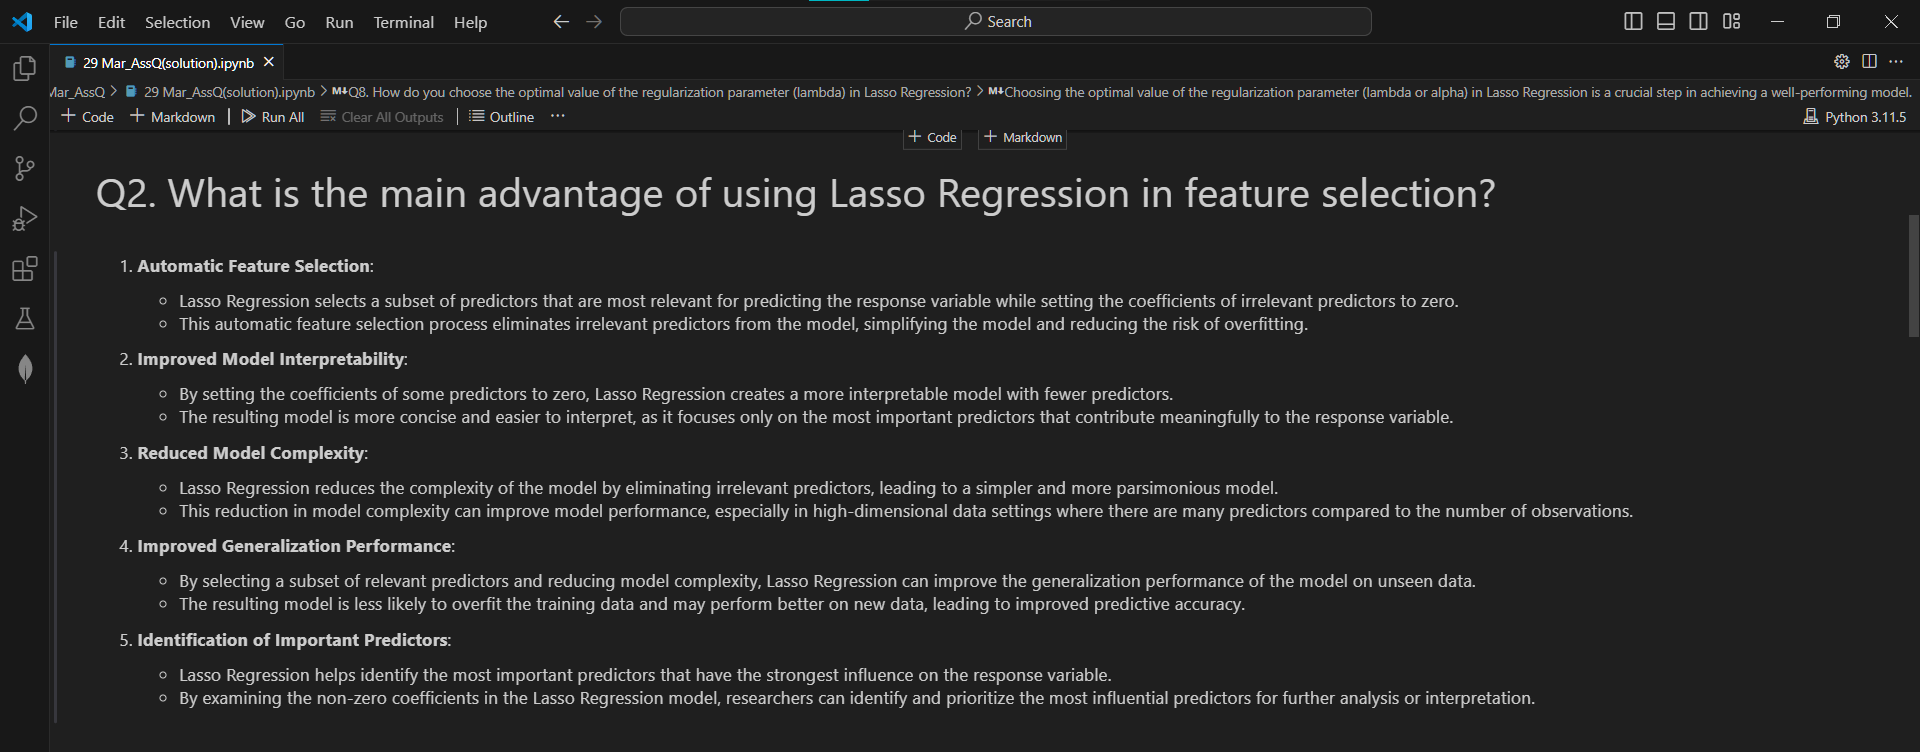 File Edit Selection View Go Run Terminal Help
Search
29 Mar_AssQ(solution).ipynb
Mar_AssQ > 29 Mar_AssQ(solution).ipynb > M↓Q8. How do you choose the optimal value of the regularization parameter (lambda) in Lasso Regression? > M↓Choosing the optimal value of the regularization parameter (lambda or alpha) in Lasso Regression is a crucial step in achieving a well-performing model.
+ Code + Markdown | Run All Clear All Outputs | Outline ... Python 3.11.5
+ Code + Markdown
Q2. What is the main advantage of using Lasso Regression in feature selection?
1. Automatic Feature Selection:
Lasso Regression selects a subset of predictors that are most relevant for predicting the response variable while setting the coefficients of irrelevant predictors to zero.
This automatic feature selection process eliminates irrelevant predictors from the model, simplifying the model and reducing the risk of overfitting.
2. Improved Model Interpretability:
By setting the coefficients of some predictors to zero, Lasso Regression creates a more interpretable model with fewer predictors.
The resulting model is more concise and easier to interpret, as it focuses only on the most important predictors that contribute meaningfully to the response variable.
3. Reduced Model Complexity:
Lasso Regression reduces the complexity of the model by eliminating irrelevant predictors, leading to a simpler and more parsimonious model.
This reduction in model complexity can improve model performance, especially in high-dimensional data settings where there are many predictors compared to the number of observations.
4. Improved Generalization Performance:
By selecting a subset of relevant predictors and reducing model complexity, Lasso Regression can improve the generalization performance of the model on unseen data.
The resulting model is less likely to overfit the training data and may perform better on new data, leading to improved predictive accuracy.
5. Identification of Important Predictors:
Lasso Regression helps identify the most important predictors that have the strongest influence on the response variable.
By examining the non-zero coefficients in the Lasso Regression model, researchers can identify and prioritize the most influential predictors for further analysis or interpretation.